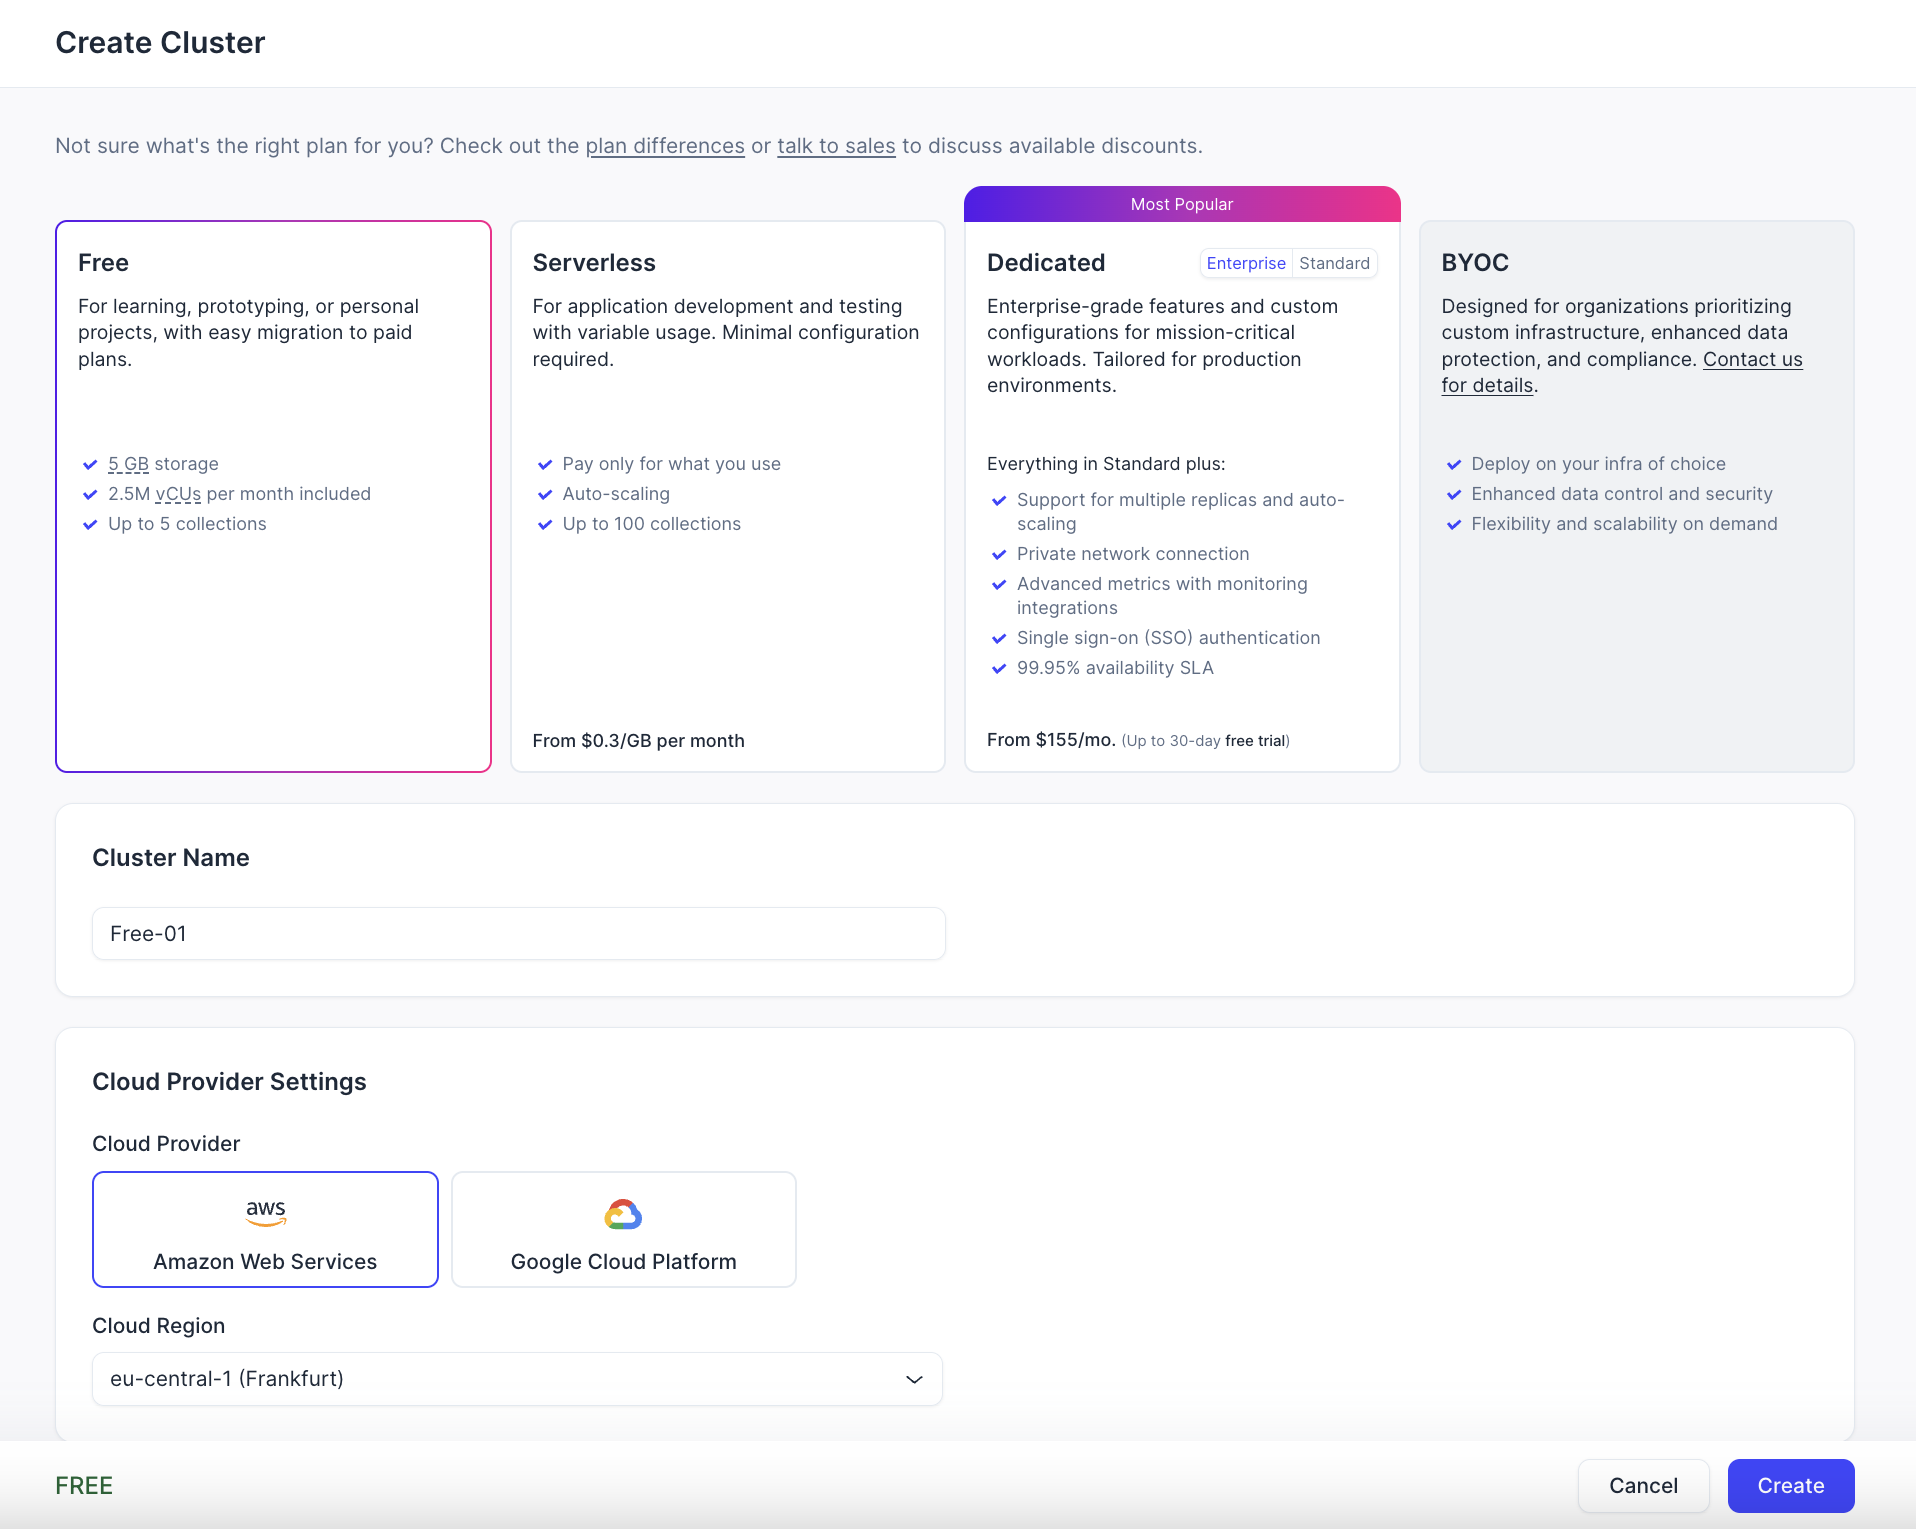 Create Cluster
Not sure what's the right plan for you? Check out the plan differences or talk to sales to discuss available discounts.
Free
For learning, prototyping, or personal
projects, with easy migration to paid
plans.
5 GB storage
2.5M vCUs per month included
Up to 5 collections
Serverless
For application development and testing
with variable usage. Minimal configuration
required.
Pay only for what you use
Auto-scaling
Up to 100 collections
From $0.3/GB per month
Most Popular
Dedicated
Enterprise
Standard
Enterprise-grade features and custom
configurations for mission-critical
workloads. Tailored for production
environments.
Everything in Standard plus:
Support for multiple replicas and auto-
scaling
Private network connection
Advanced metrics with monitoring
integrations
Single sign-on (SSO) authentication
99.95% availability SLA
From $155/mo. (Up to 30-day free trial)
BYOC
Designed for organizations prioritizing
custom infrastructure, enhanced data
protection, and compliance. Contact us
for details.
Deploy on your infra of choice
Enhanced data control and security
Flexibility and scalability on demand
Cluster Name
Free-01
Cloud Provider Settings
Cloud Provider
aws
Amazon Web Services
Google Cloud Platform
Cloud Region
eu-central-1 (Frankfurt)
FREE
Cancel
Create